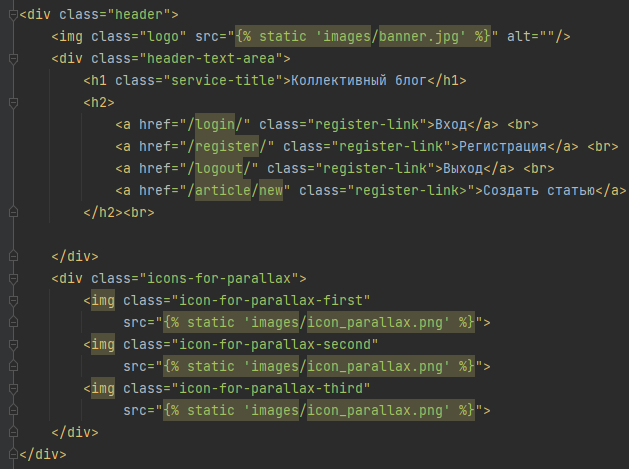 <div class="header">
<img class="logo" src="{% static 'images/banner.jpg' %}" alt=""/>
<div class="header-text-area">
<h1 class="service-title">Коллективный блог</h1>
<h2>
<a href="/login/" class="register-link">Вход</a> <br>
<a href="/register/" class="register-link">Регистрация</a> <br>
<a href="/logout/" class="register-link">Выход</a> <br>
<a href="/article/new" class="register-link>">Создать статью</a>
</h2><br>
</div>
<div class="icons-for-parallax">
<img class="icon-for-parallax-first"
src="{% static 'images/icon_parallax.png' %}">
<img class="icon-for-parallax-second"
src="{% static 'images/icon_parallax.png' %}">
<img class="icon-for-parallax-third"
src="{% static 'images/icon_parallax.png' %}">
</div>
</div>